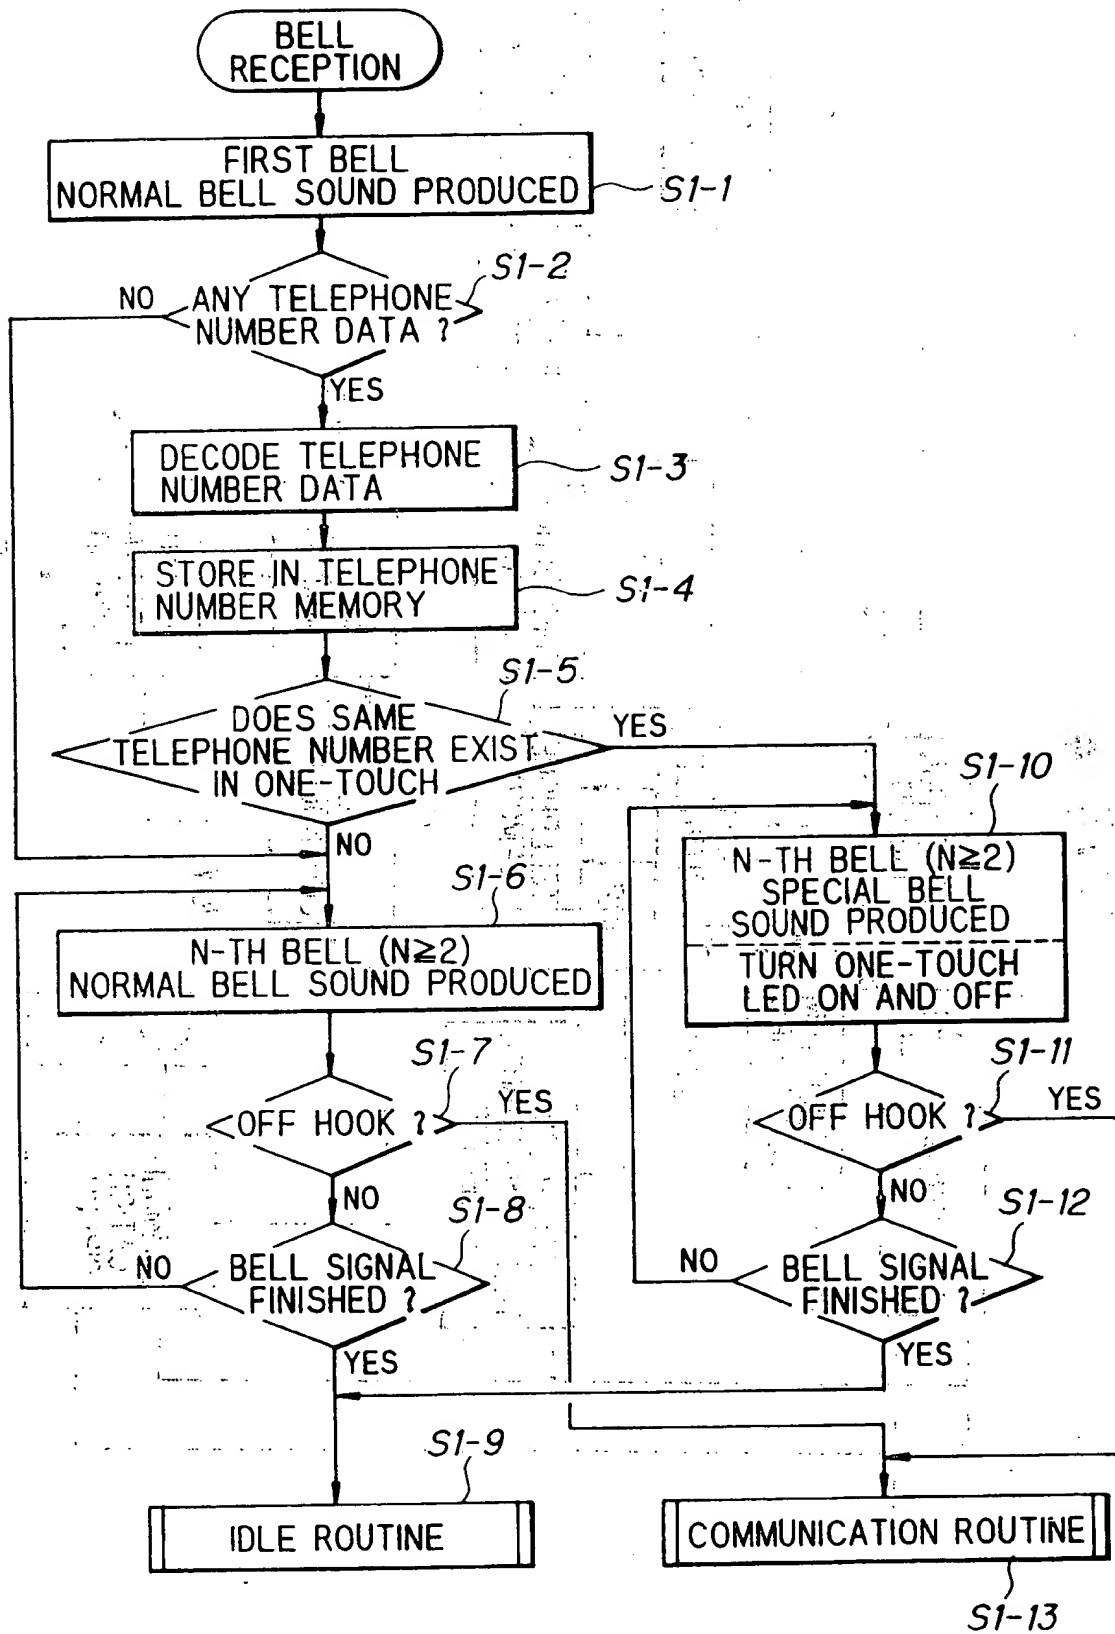 BELL
RECEPTION
FIRST BELL
NORMAL BELL SOUND PRODUCED
S1-1
S1-2
NO
ANY TELEPHONE
NUMBER DATA ?
YES
DECODE TELEPHONE
NUMBER DATA
S1-3
STORE IN TELEPHONE
NUMBER MEMORY
S1-4
S1-5
DOES SAME
TELEPHONE NUMBER EXIST
IN ONE-TOUCH
YES
NO
S1-10
N-TH BELL (N≧2)
SPECIAL BELL
SOUND PRODUCED
TURN ONE-TOUCH
LED ON AND OFF
S1-6
N-TH BELL (N≧2)
NORMAL BELL SOUND PRODUCED
S1-7
OFF HOOK ?
YES
NO
S1-11
OFF HOOK ?
YES
NO
S1-8
NO
BELL SIGNAL
FINISHED ?
YES
S1-12
NO
BELL SIGNAL
FINISHED ?
YES
S1-9
IDLE ROUTINE
COMMUNICATION ROUTINE
S1-13